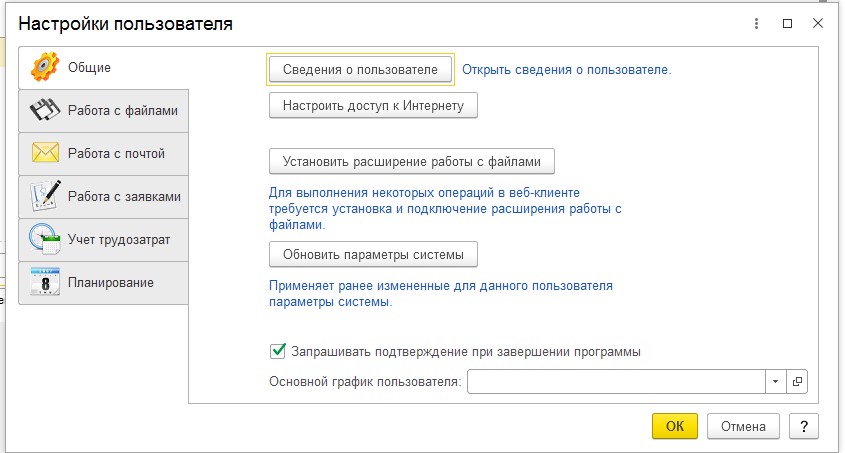 Настройки пользователя
Общие
Работа с файлами
Работа с почтой
Работа с заявками
Учет трудозатрат
8
Планирование
Сведения о пользователе Открыть сведения о пользователе.
Настроить доступ к Интернету
Установить расширение работы с файлами
Для выполнения некоторых операций в веб-клиенте
требуется установка и подключение расширения работы с
файлами.
Обновить параметры системы
Применяет ранее измененные для данного пользователя
параметры системы.
Запрашивать подтверждение при завершении программы
Основной график пользователя:
ОК Отмена ?